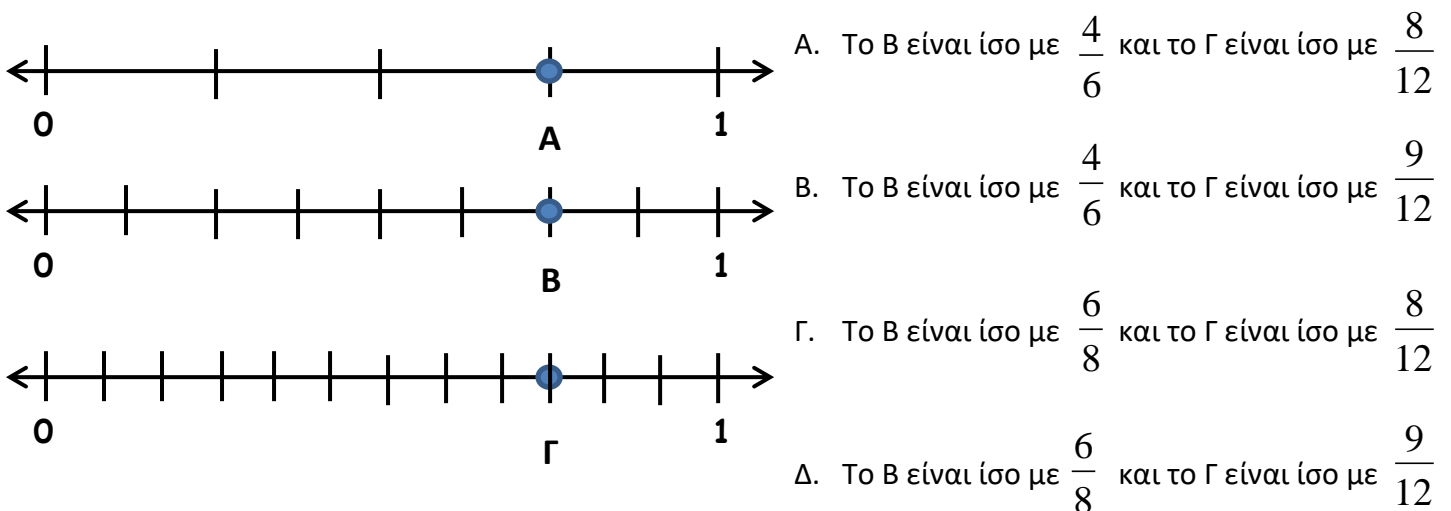 0 1
A
0 1
B
0 1
Γ
A. Το Β είναι ίσο με 4/6 και το Γ είναι ίσο με 8/12
B. Το Β είναι ίσο με 4/6 και το Γ είναι ίσο με 9/12
Γ. Το Β είναι ίσο με 6/8 και το Γ είναι ίσο με 8/12
Δ. Το Β είναι ίσο με 6/8 και το Γ είναι ίσο με 9/12